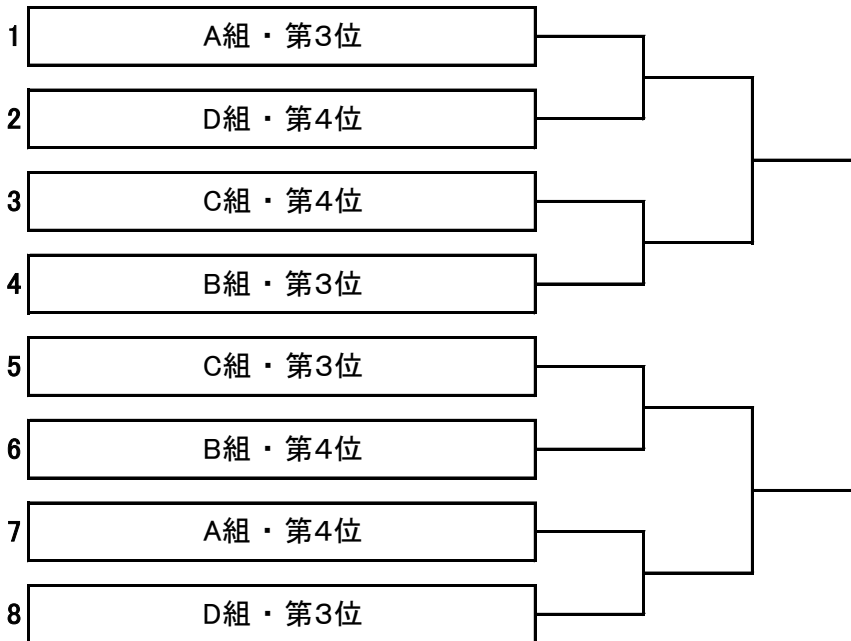 1 A組・第3位
2 D組・第4位
3 C組・第4位
4 B組・第3位
5 C組・第3位
6 B組・第4位
7 A組・第4位
8 D組・第3位